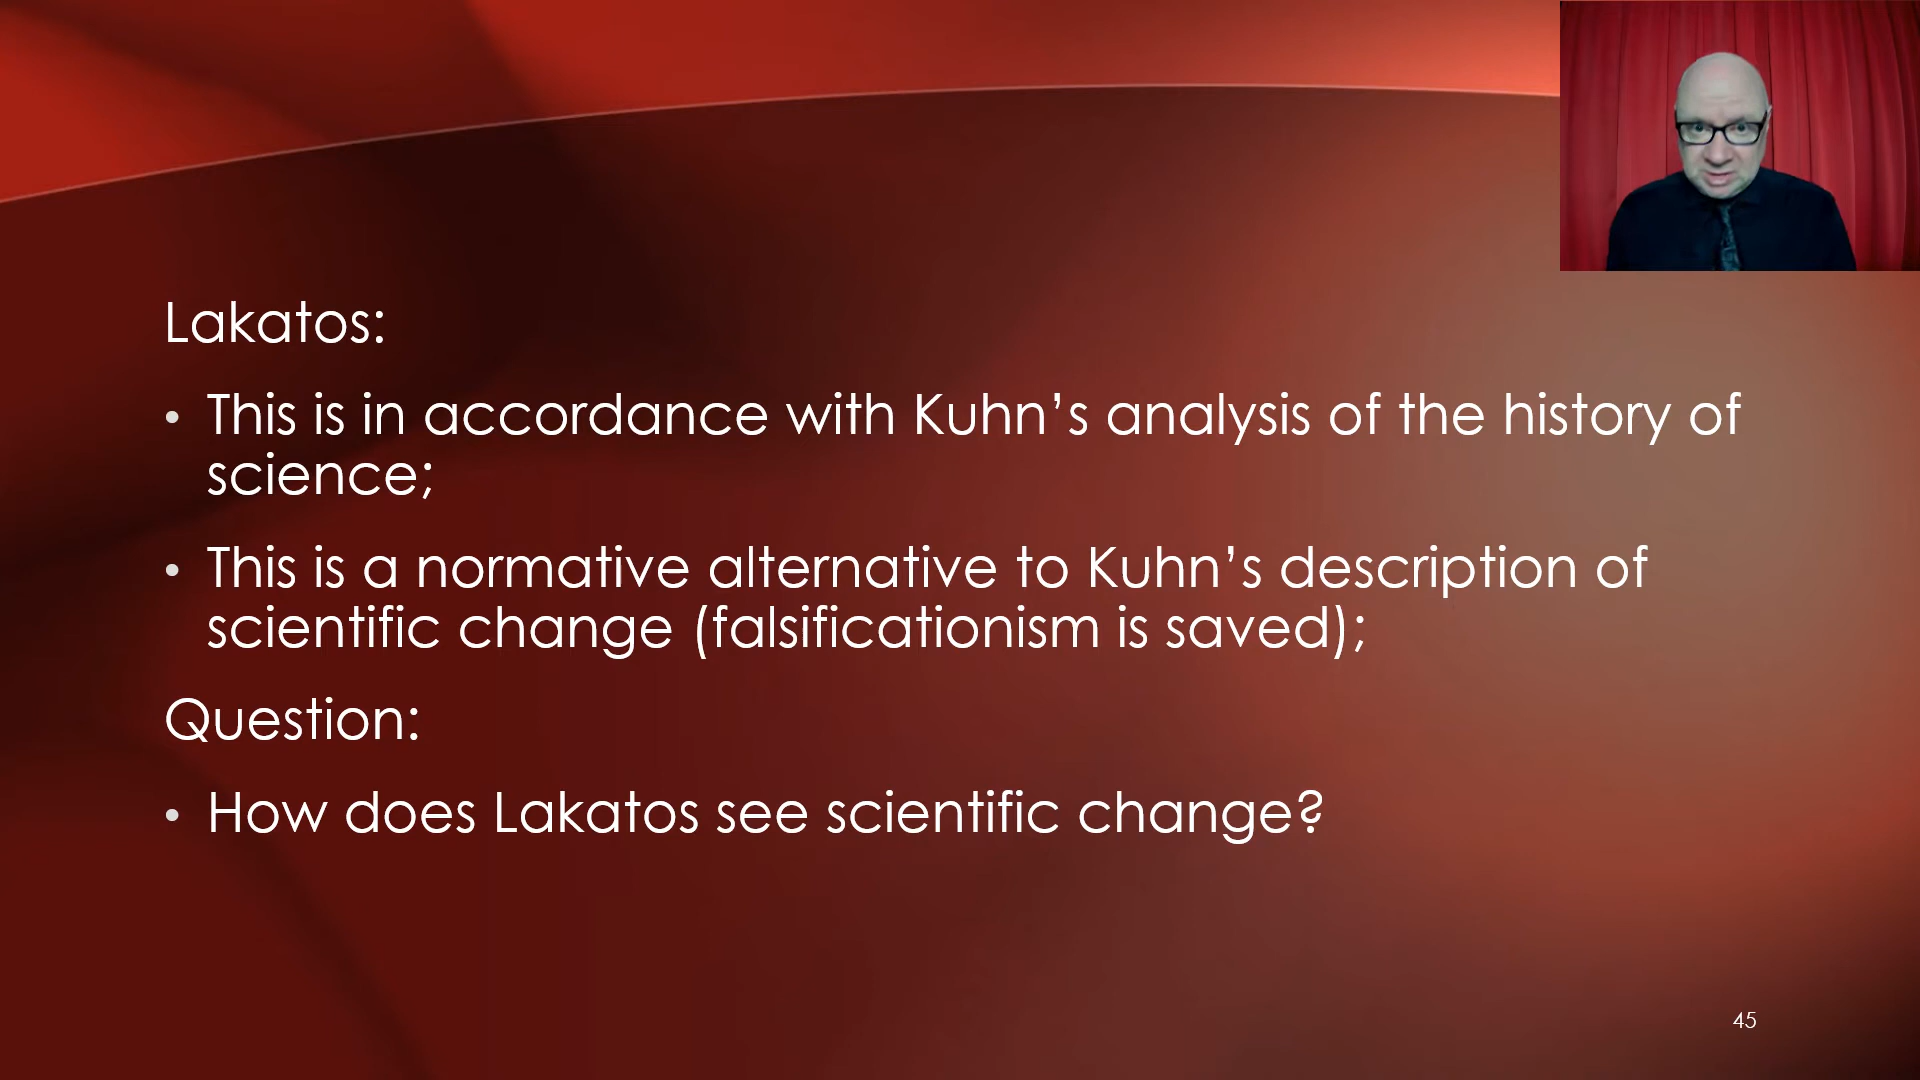 Lakatos:
• This is in accordance with Kuhn’s analysis of the history of
science;
• This is a normative alternative to Kuhn’s description of
scientific change (falsificationism is saved);
Question:
• How does Lakatos see scientific change?
45